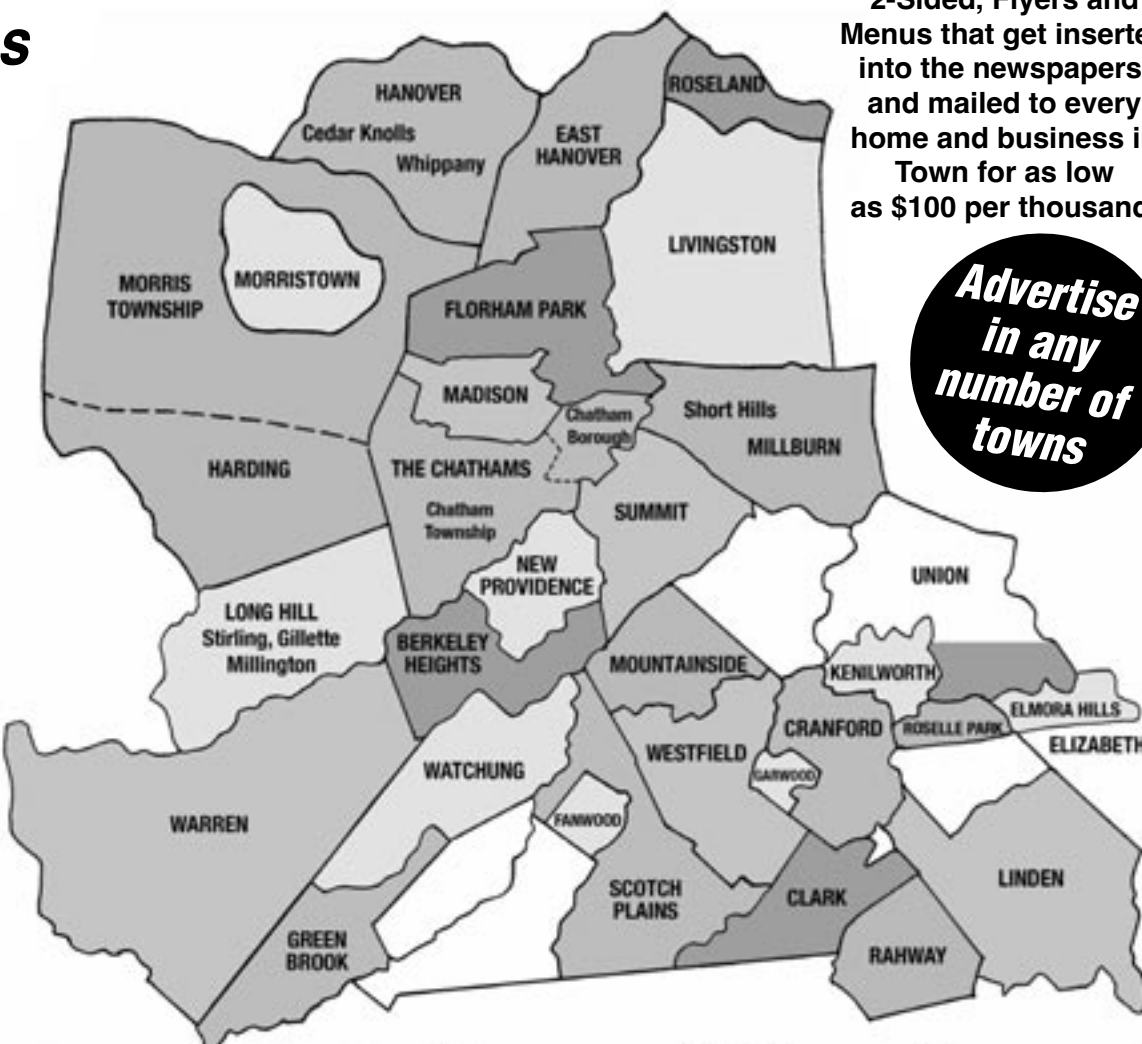 s
2-Sided, Flyers and
Menus that get inserte
into the newspapers
and mailed to every
home and business i
Town for as low
as $100 per thousand
Advertise
in any
number of
towns
HANOVER
Cedar Knolls
Whippany
EAST
HANOVER
ROSELAND
LIVINGSTON
MORRIS
TOWNSHIP
MORRISTOWN
FLORHAM PARK
MADISON
Chatham
Borough
Short Hills
MILLBURN
HARDING
THE CHATHAMS
Chatham
Township
SUMMIT
NEW
PROVIDENCE
UNION
LONG HILL
Stirling, Gillette
Millington
BERKELEY
HEIGHTS
MOUNTAINSIDE
KENILWORTH
ELMORA HILLS
ROSELLE PARK
CRANFORD
ELIZABETH
WESTFIELD
GARWOOD
WATCHUNG
WARREN
FANWOOD
SCOTCH
PLAINS
CLARK
LINDEN
GREEN
BROOK
RAHWAY